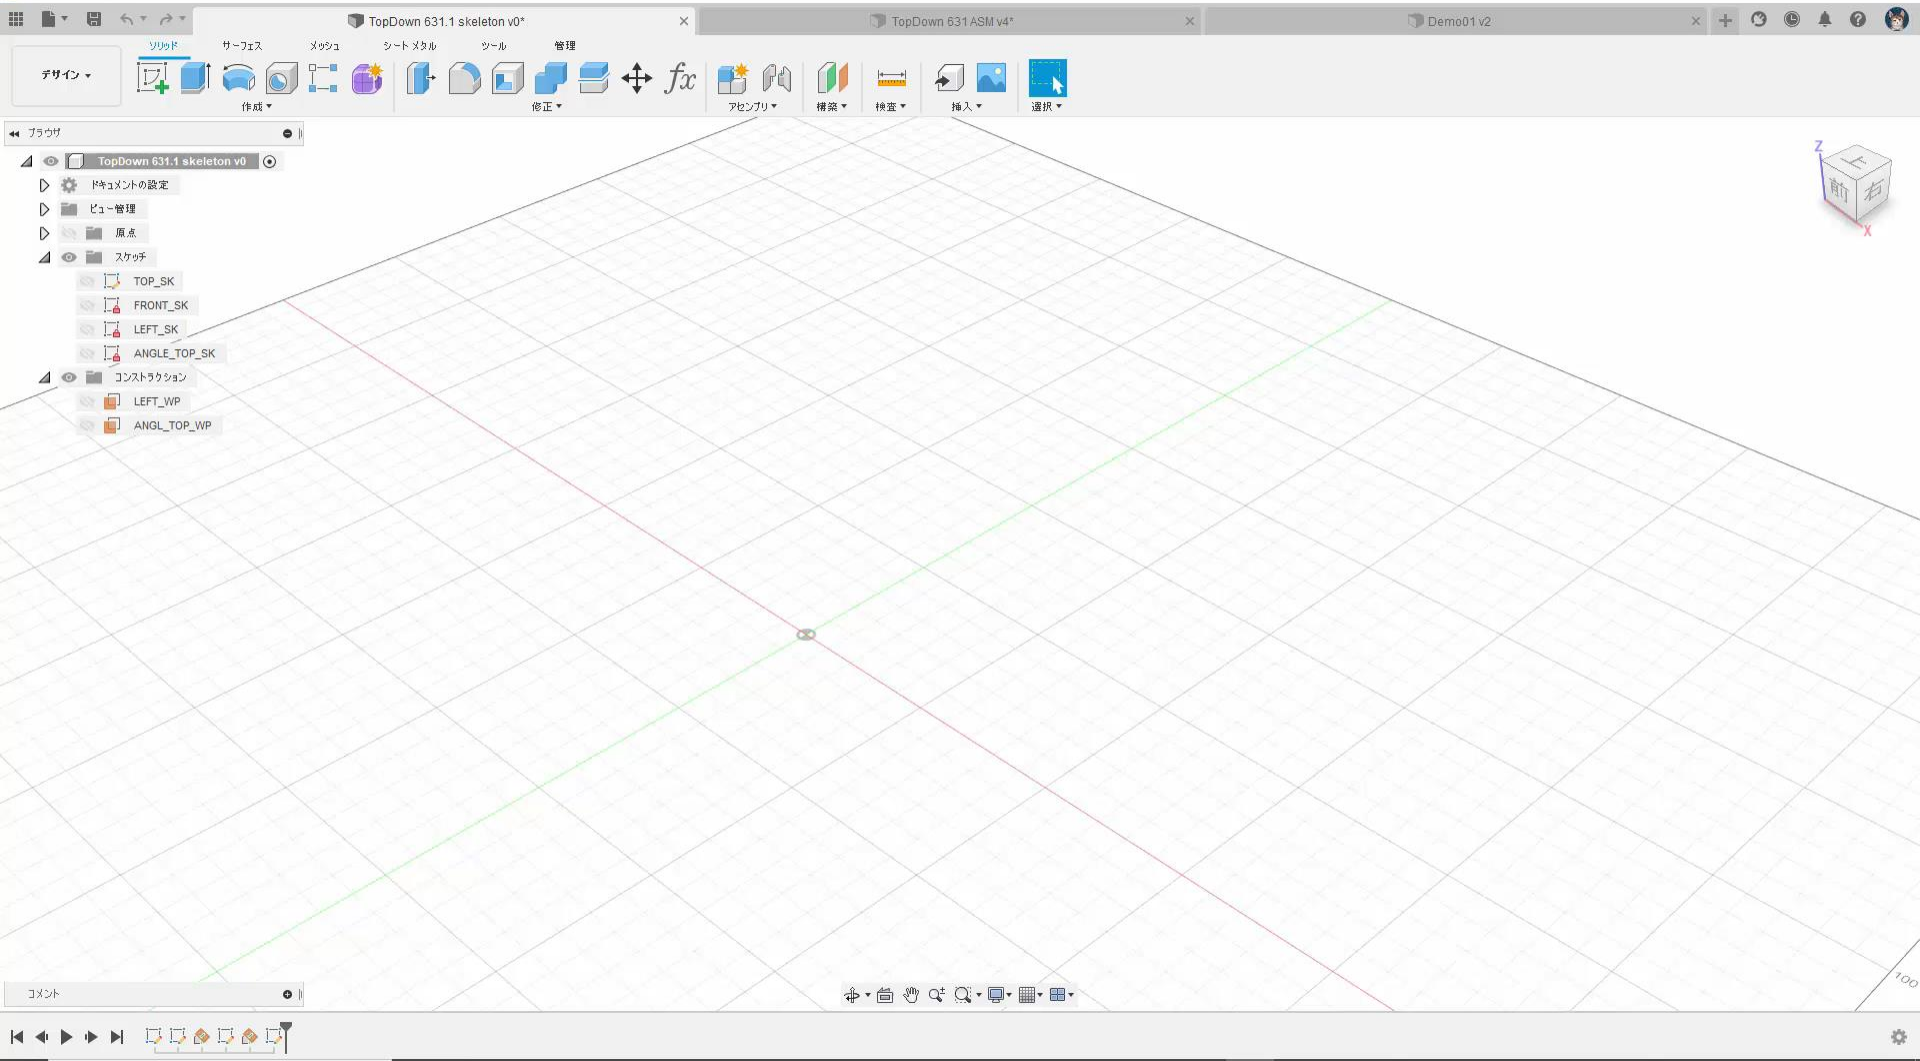 TopDown 631.1 skeleton v0*
TopDown 631 ASM v4*
Demo01 v2
デザイン
ソリッド
サーフェス
メッシュ
シート メタル
ツール
管理
作成
修正
アセンブリ
構築
検査
挿入
選択
ブラウザ
TopDown 631.1 skeleton v0
ドキュメントの設定
ビュー管理
原点
スケッチ
TOP_SK
FRONT_SK
LEFT_SK
ANGLE_TOP_SK
コンストラクション
LEFT_WP
ANGL_TOP_WP
Z
上
前
右
X
100
コメント